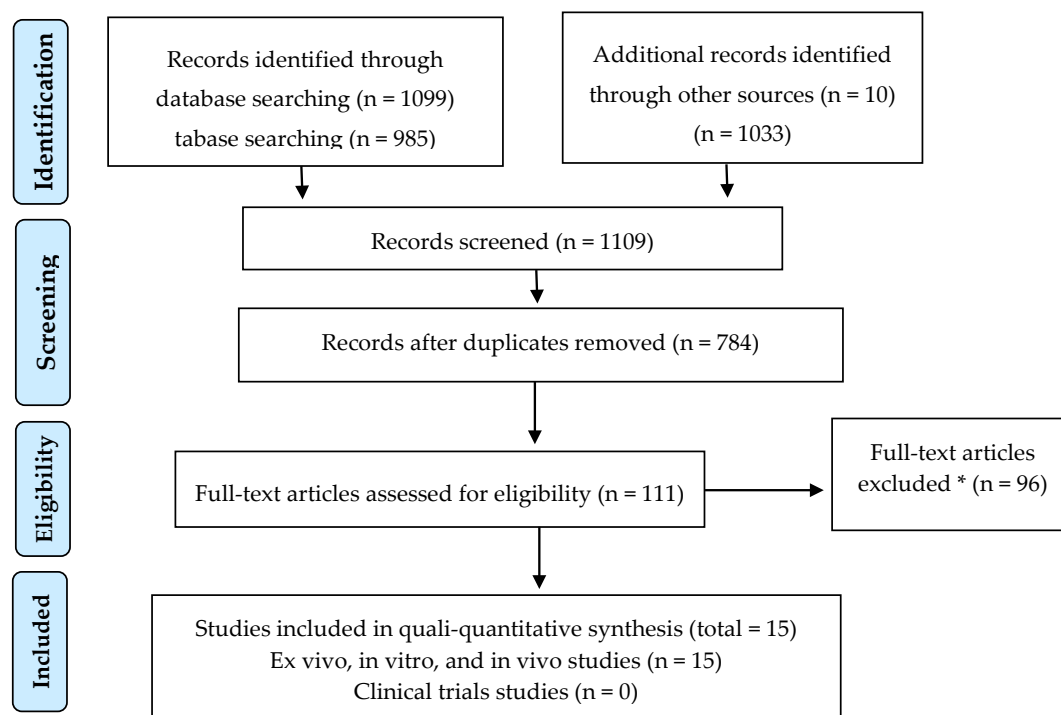 Identification
Records identified through
database searching (n = 1099)
tabase searching (n = 985)
Additional records identified
through other sources (n = 10)
(n = 1033)
Screening
Records screened (n = 1109)
Records after duplicates removed (n = 784)
Eligibility
Full-text articles assessed for eligibility (n = 111)
Full-text articles
excluded * (n = 96)
Included
Studies included in quali-quantitative synthesis (total = 15)
Ex vivo, in vitro, and in vivo studies (n = 15)
Clinical trials studies (n = 0)